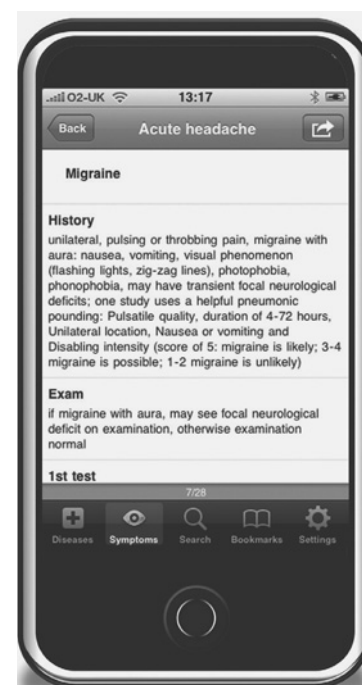 O2-UK 13:17
Back Acute headache
Migraine
History
unilateral, pulsing or throbbing pain, migraine with
aura: nausea, vomiting, visual phenomenon
(flashing lights, zig-zag lines), photophobia,
phonophobia, may have transient focal neurological
deficits; one study uses a helpful pneumonic
pounding: Pulsatile quality, duration of 4-72 hours,
Unilateral location, Nausea or vomiting and
Disabling intensity (score of 5: migraine is likely; 3-4
migraine is possible; 1-2 migraine is unlikely)
Exam
if migraine with aura, may see focal neurological
deficit on examination, otherwise examination
normal
1st test
7/28
Diseases Symptoms Search Bookmarks Settings